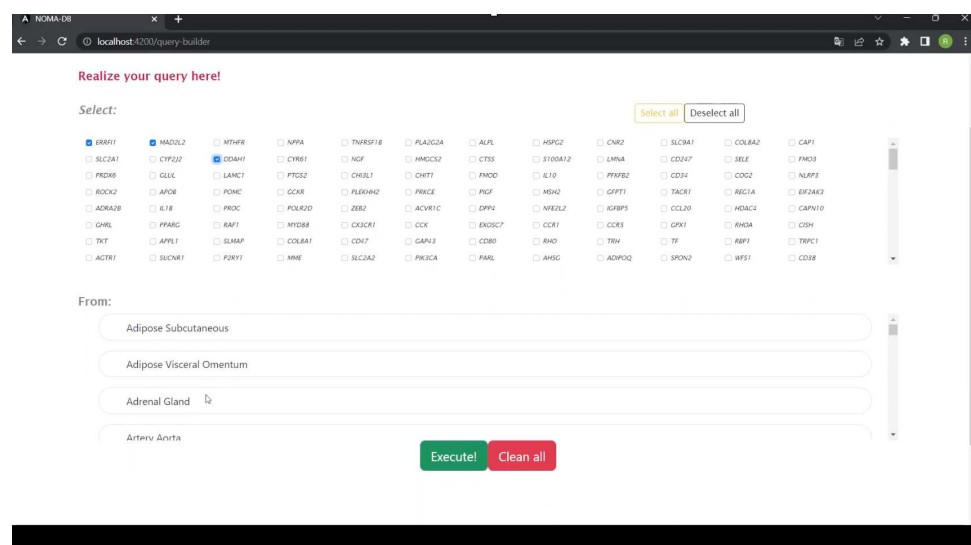 NOMA-DB
localhost:4200/query-builder
Realize your query here!
Select:
Select all Deselect all
ERRFI1 MAD2L2 MTHFR NPPA TNFRSF1B PLA2G2A ALPL HSPG2 CNR2 SLC9A1 COL8A2 CAP1
SLC2A1 CYP2J2 DDAH1 CYR61 NGF HMGCS2 CTSS S100A12 LMNA CD247 SELE FMO3
PRDX6 GLUL LAMC1 PTGS2 CHI3L1 CHIT1 FMOD IL10 PFKFB2 CD34 COG2 NLRP3
ROCK2 APOB POMC GCKR PLEKHH2 PRKCE PIGF MSH2 GFPT1 TACR1 REG1A EIF2AK3
ADRA2B IL1B PROC POLR2D ZEB2 ACVR1C DPP4 NFE2L2 IGFBP5 CCL20 HDAC4 CAPN10
GHRL PPARG RAF1 MYD88 CX3CR1 CCK EXOSC7 CCR1 CCR5 GPX1 RHOA CISH
TKT APPL1 SLMAP COL8A1 CD47 GAP43 CD80 RHO TRH TF RBP1 TRPC1
AGTR1 SUCNR1 P2RY1 MME SLC2A2 PIK3CA PARL AHSG ADIPOQ SPON2 WFS1 CD38
From:
Adipose Subcutaneous
Adipose Visceral Omentum
Adrenal Gland
Artery Aorta
Execute! Clean all